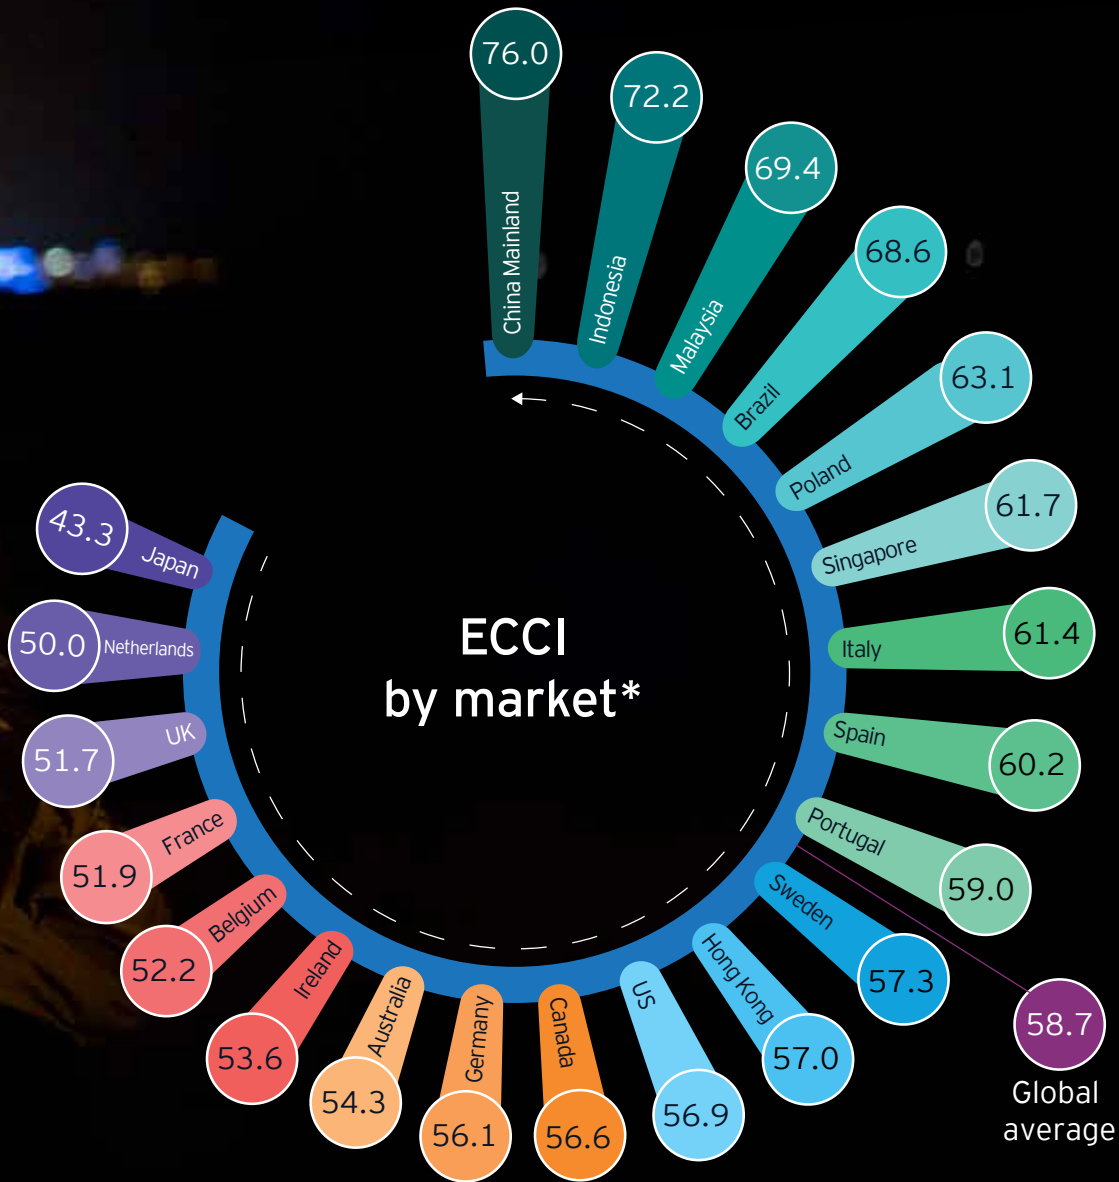 76.0
China Mainland
72.2
Indonesia
69.4
Malaysia
68.6
Brazil
63.1
Poland
61.7
Singapore
61.4
Italy
60.2
Spain
59.0
Portugal
58.7
Global
average
57.3
Sweden
57.0
Hong Kong
56.9
US
56.6
Canada
56.1
Germany
54.3
Australia
53.6
Ireland
52.2
Belgium
51.9
France
51.7
UK
50.0
Netherlands
43.3
Japan
ECCI
by market*